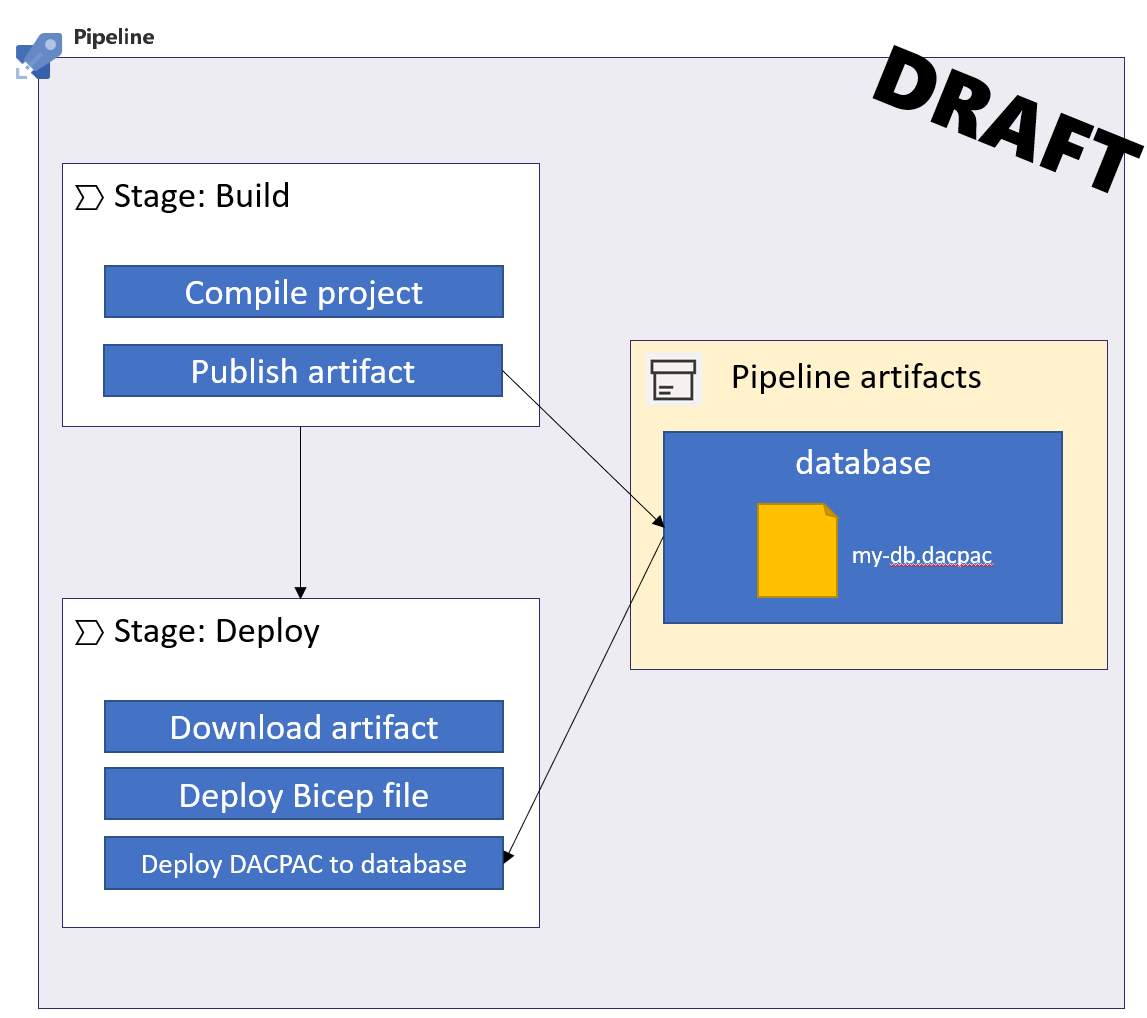 Pipeline
DRAFT
Stage: Build
Compile project
Publish artifact
Pipeline artifacts
database
my-db.dacpac
Stage: Deploy
Download artifact
Deploy Bicep file
Deploy DACPAC to database